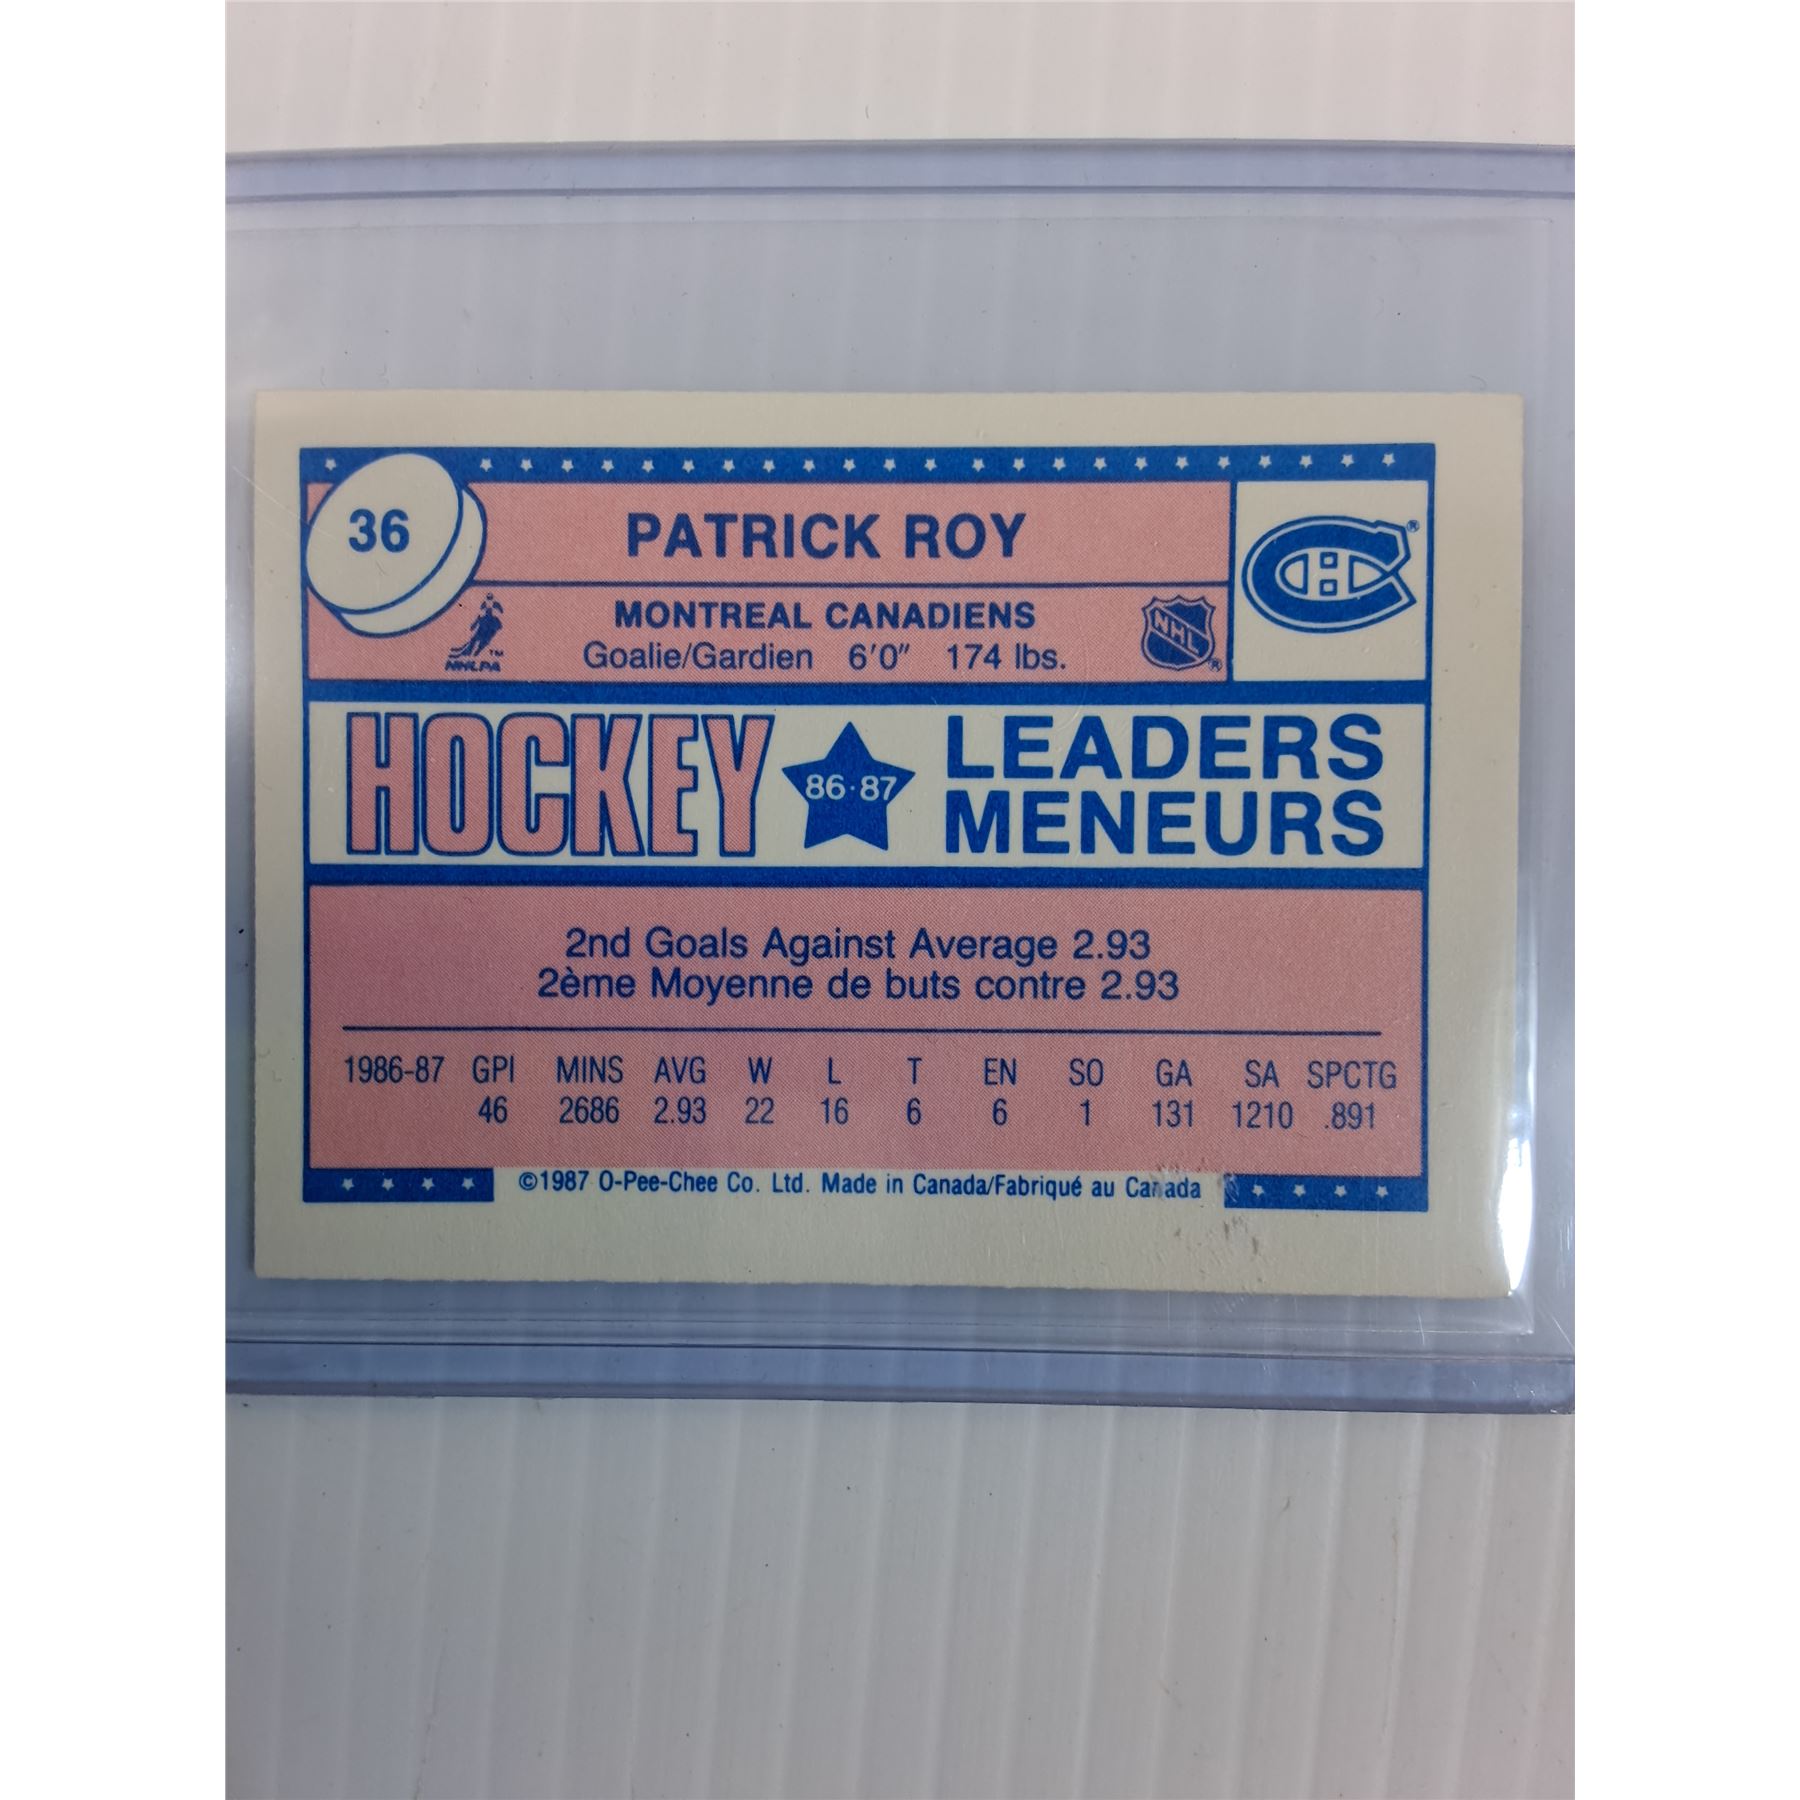 36
PATRICK ROY
MONTREAL CANADIENS
Goalie/Gardien 6'0" 174 lbs.
NHLPA™
NHL®
CH®
HOCKEY 86·87 LEADERS
MENEURS
2nd Goals Against Average 2.93
2ème Moyenne de buts contre 2.93
1986-87 GPI MINS AVG W L T EN SO GA SA SPCTG
46 2686 2.93 22 16 6 6 1 131 1210 .891
©1987 O-Pee-Chee Co. Ltd. Made in Canada/Fabriqué au Canada